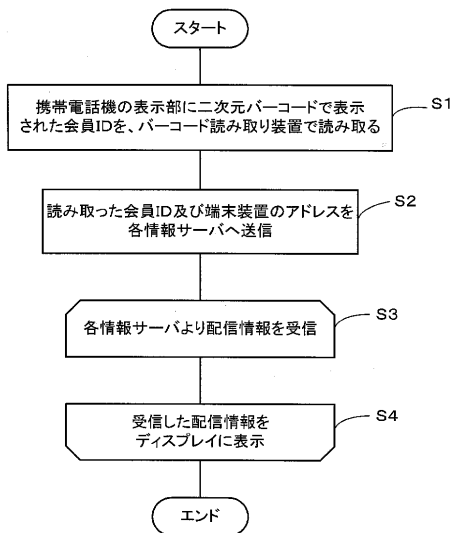 スタート
携帯電話機の表示部に二次元バーコードで表示
された会員IDを、バーコード読み取り装置で読み取る
S1
読み取った会員ID及び端末装置のアドレスを
各情報サーバへ送信
S2
各情報サーバより配信情報を受信
S3
受信した配信情報を
ディスプレイに表示
S4
エンド